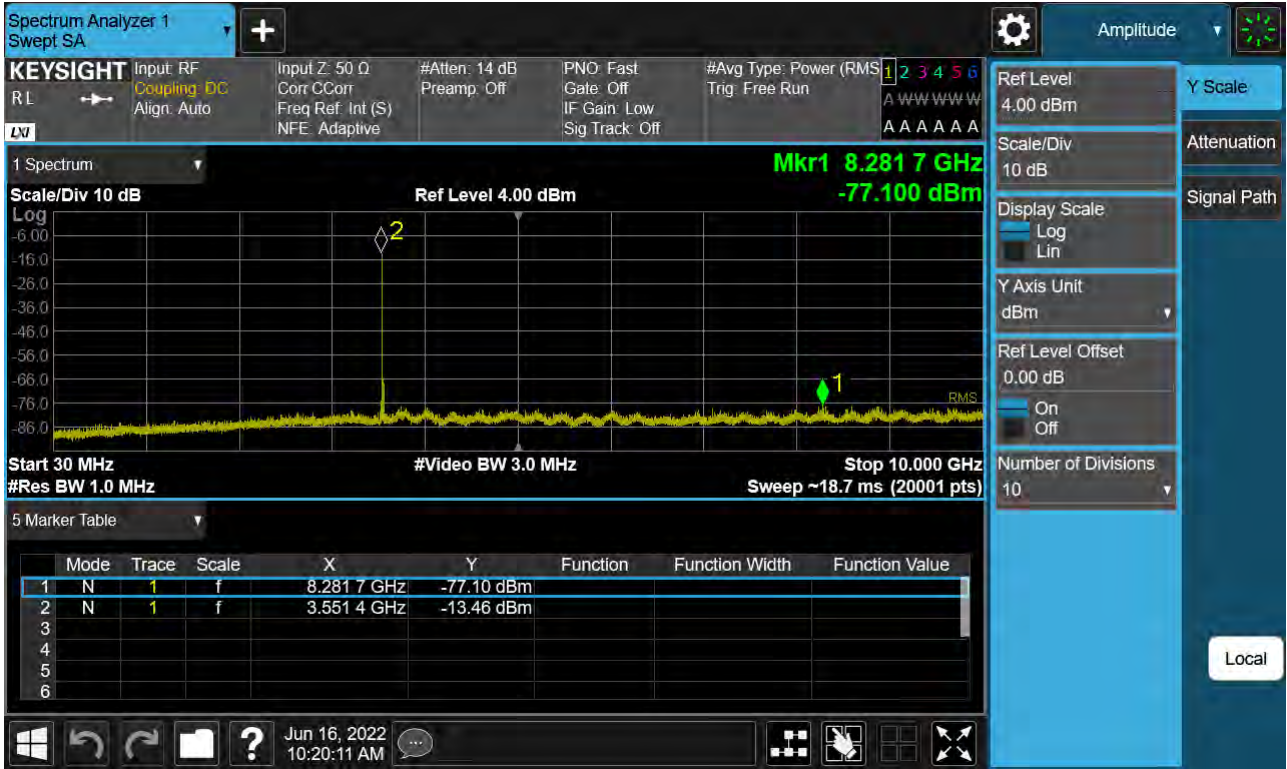 Spectrum Analyzer 1
Swept SA
Amplitude
KEYSIGHT
R L
LXI
Input: RF
Coupling: DC
Align: Auto
Input Z: 50 Ω
Corr CCorr
Freq Ref: Int (S)
NFE: Adaptive
#Atten: 14 dB
Preamp: Off
PNO: Fast
Gate: Off
IF Gain: Low
Sig Track: Off
#Avg Type: Power (RMS
Trig: Free Run
1 2 3 4 5 6
A W W W W W
A A A A A A
1 Spectrum
Mkr1 8.281 7 GHz
-77.100 dBm
Scale/Div 10 dB
Ref Level 4.00 dBm
Log
-6.00
-16.0
-26.0
-36.0
-46.0
-56.0
-66.0
-76.0
-86.0
2
1
RMS
Start 30 MHz
#Video BW 3.0 MHz
Stop 10.000 GHz
#Res BW 1.0 MHz
Sweep ~18.7 ms (20001 pts)
5 Marker Table
Mode Trace Scale X Y Function Function Width Function Value
1 N 1 f 8.281 7 GHz -77.10 dBm
2 N 1 f 3.551 4 GHz -13.46 dBm
3
4
5
6
Ref Level
4.00 dBm
Scale/Div
10 dB
Display Scale
Log
Lin
Y Axis Unit
dBm
Ref Level Offset
0.00 dB
On
Off
Number of Divisions
10
Y Scale
Attenuation
Signal Path
Local
?
Jun 16, 2022
10:20:11 AM